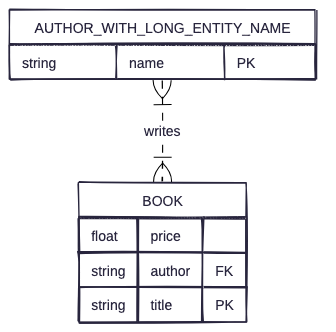 AUTHOR_WITH_LONG_ENTITY_NAME
string name PK
writes
BOOK
float price
string author FK
string title PK